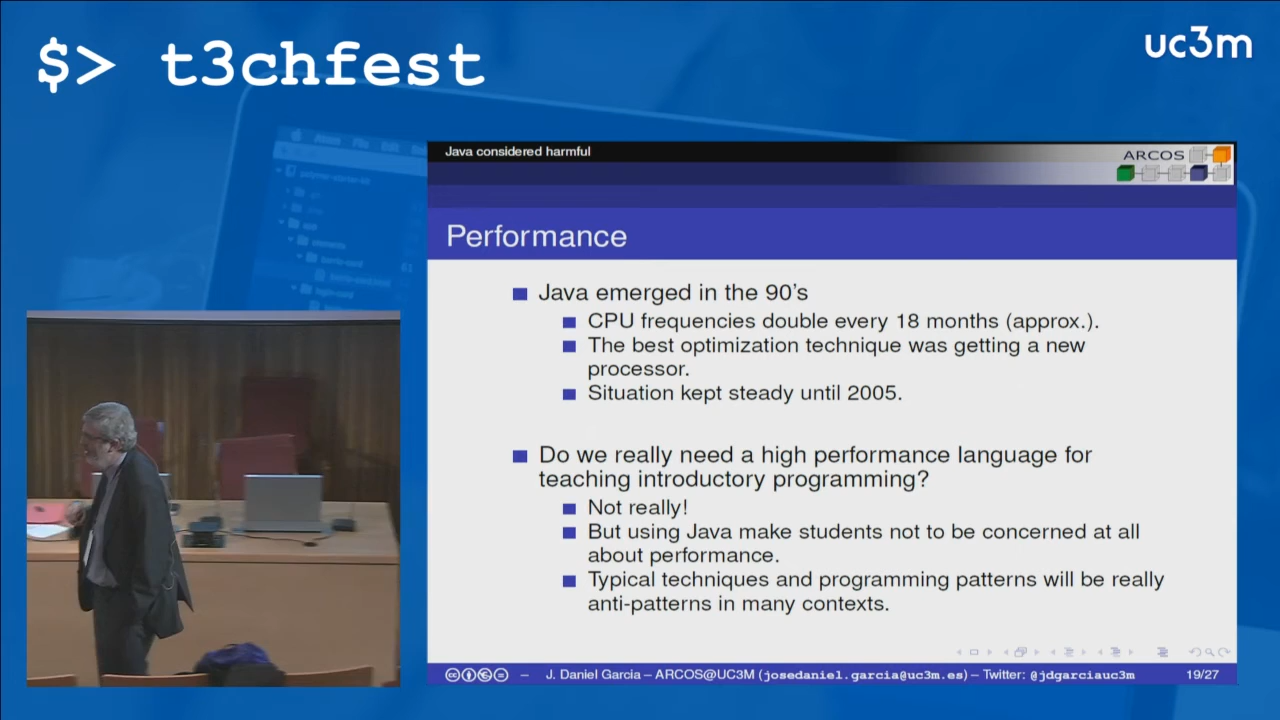 $> t3chfest
uc3m
Java considered harmful
ARCOS
Performance
Java emerged in the 90's
CPU frequencies double every 18 months (approx.).
The best optimization technique was getting a new
processor.
Situation kept steady until 2005.
Do we really need a high performance language for
teaching introductory programming?
Not really!
But using Java make students not to be concerned at all
about performance.
Typical techniques and programming patterns will be really
anti-patterns in many contexts.
J. Daniel Garcia – ARCOS@UC3M (josedaniel.garcia@uc3m.es) – Twitter: @jdgarciauc3m
19/27